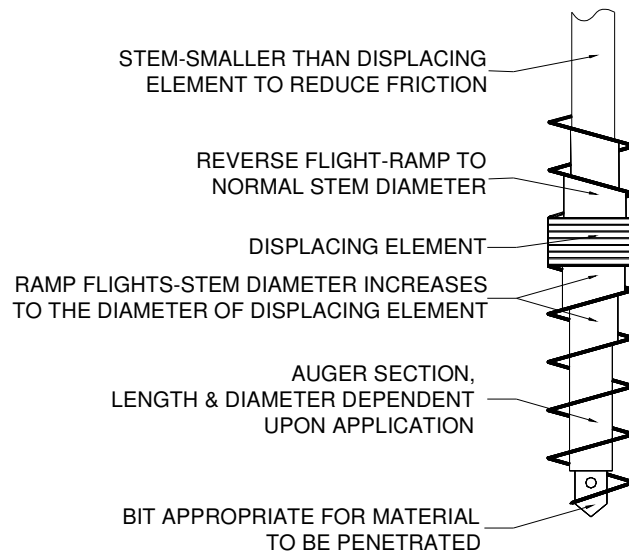 STEM-SMALLER THAN DISPLACING
ELEMENT TO REDUCE FRICTION
REVERSE FLIGHT-RAMP TO
NORMAL STEM DIAMETER
DISPLACING ELEMENT
RAMP FLIGHTS-STEM DIAMETER INCREASES
TO THE DIAMETER OF DISPLACING ELEMENT
AUGER SECTION,
LENGTH & DIAMETER DEPENDENT
UPON APPLICATION
BIT APPROPRIATE FOR MATERIAL
TO BE PENETRATED